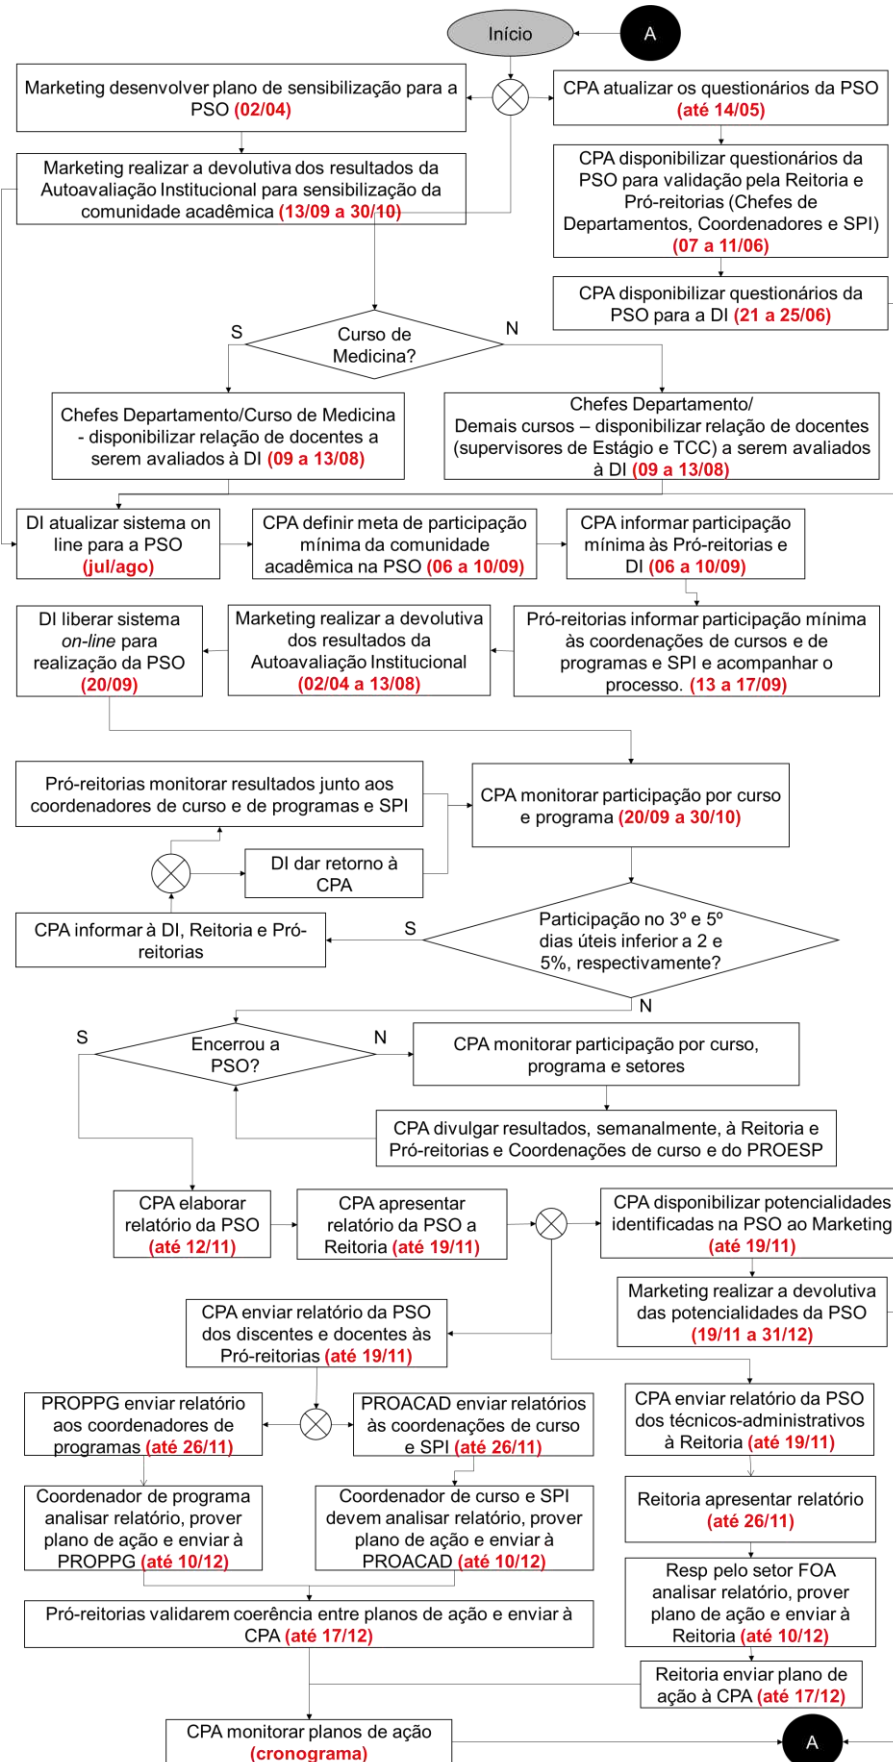 Início
A
Marketing desenvolver plano de sensibilização para a
PSO (02/04)
CPA atualizar os questionários da PSO
(até 14/05)
Marketing realizar a devolutiva dos resultados da
Autoavaliação Institucional para sensibilização da
comunidade acadêmica (13/09 a 30/10)
CPA disponibilizar questionários da
PSO para validação pela Reitoria e
Pró-reitorias (Chefes de
Departamentos, Coordenadores e SPI)
(07 a 11/06)
CPA disponibilizar questionários da
PSO para a DI (21 a 25/06)
S
Curso de
Medicina?
N
Chefes Departamento/Curso de Medicina
- disponibilizar relação de docentes a
serem avaliados à DI (09 a 13/08)
Chefes Departamento/
Demais cursos – disponibilizar relação de docentes
(supervisores de Estágio e TCC) a serem avaliados
à DI (09 a 13/08)
DI atualizar sistema on
line para a PSO
(jul/ago)
CPA definir meta de participação
mínima da comunidade
acadêmica na PSO (06 a 10/09)
CPA informar participação
mínima às Pró-reitorias e
DI (06 a 10/09)
DI liberar sistema
on-line para
realização da PSO
(20/09)
Marketing realizar a devolutiva
dos resultados da
Autoavaliação Institucional
(02/04 a 13/08)
Pró-reitorias informar participação mínima
às coordenações de cursos e de
programas e SPI e acompanhar o
processo. (13 a 17/09)
Pró-reitorias monitorar resultados junto aos
coordenadores de curso e de programas e SPI
CPA monitorar participação por curso
e programa (20/09 a 30/10)
DI dar retorno à
CPA
CPA informar à DI, Reitoria e Pró-
reitorias
S
Participação no 3º e 5º
dias úteis inferior a 2 e
5%, respectivamente?
N
S
Encerrou a
PSO?
N
CPA monitorar participação por curso,
programa e setores
CPA divulgar resultados, semanalmente, à Reitoria e
Pró-reitorias e Coordenações de curso e do PROESP
CPA elaborar
relatório da PSO
(até 12/11)
CPA apresentar
relatório da PSO a
Reitoria (até 19/11)
CPA disponibilizar potencialidades
identificadas na PSO ao Marketing
(até 19/11)
Marketing realizar a devolutiva
das potencialidades da PSO
(19/11 a 31/12)
CPA enviar relatório da PSO
dos discentes e docentes às
Pró-reitorias (até 19/11)
PROPPG enviar relatório
aos coordenadores de
programas (até 26/11)
PROACAD enviar relatórios
às coordenações de curso
e SPI (até 26/11)
CPA enviar relatório da PSO
dos técnicos-administrativos
à Reitoria (até 19/11)
Coordenador de programa
analisar relatório, prover
plano de ação e enviar à
PROPPG (até 10/12)
Coordenador de curso e SPI
devem analisar relatório, prover
plano de ação e enviar à
PROACAD (até 10/12)
Reitoria apresentar relatório
(até 26/11)
Resp pelo setor FOA
analisar relatório, prover
plano de ação e enviar à
Reitoria (até 10/12)
Pró-reitorias validarem coerência entre planos de ação e enviar à
CPA (até 17/12)
Reitoria enviar plano de
ação à CPA (até 17/12)
CPA monitorar planos de ação
(cronograma)
A